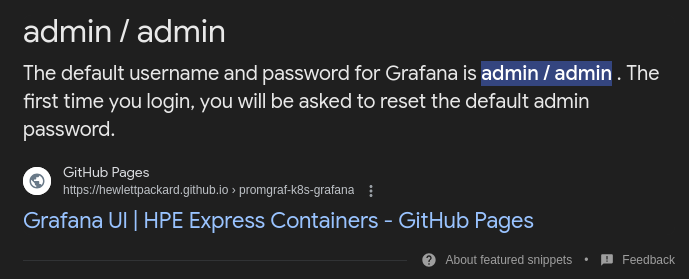 admin / admin
The default username and password for Grafana is admin / admin . The
first time you login, you will be asked to reset the default admin
password.
GitHub Pages
https://hewlettpackard.github.io › promgraf-k8s-grafana
Grafana UI | HPE Express Containers - GitHub Pages
About featured snippets • Feedback